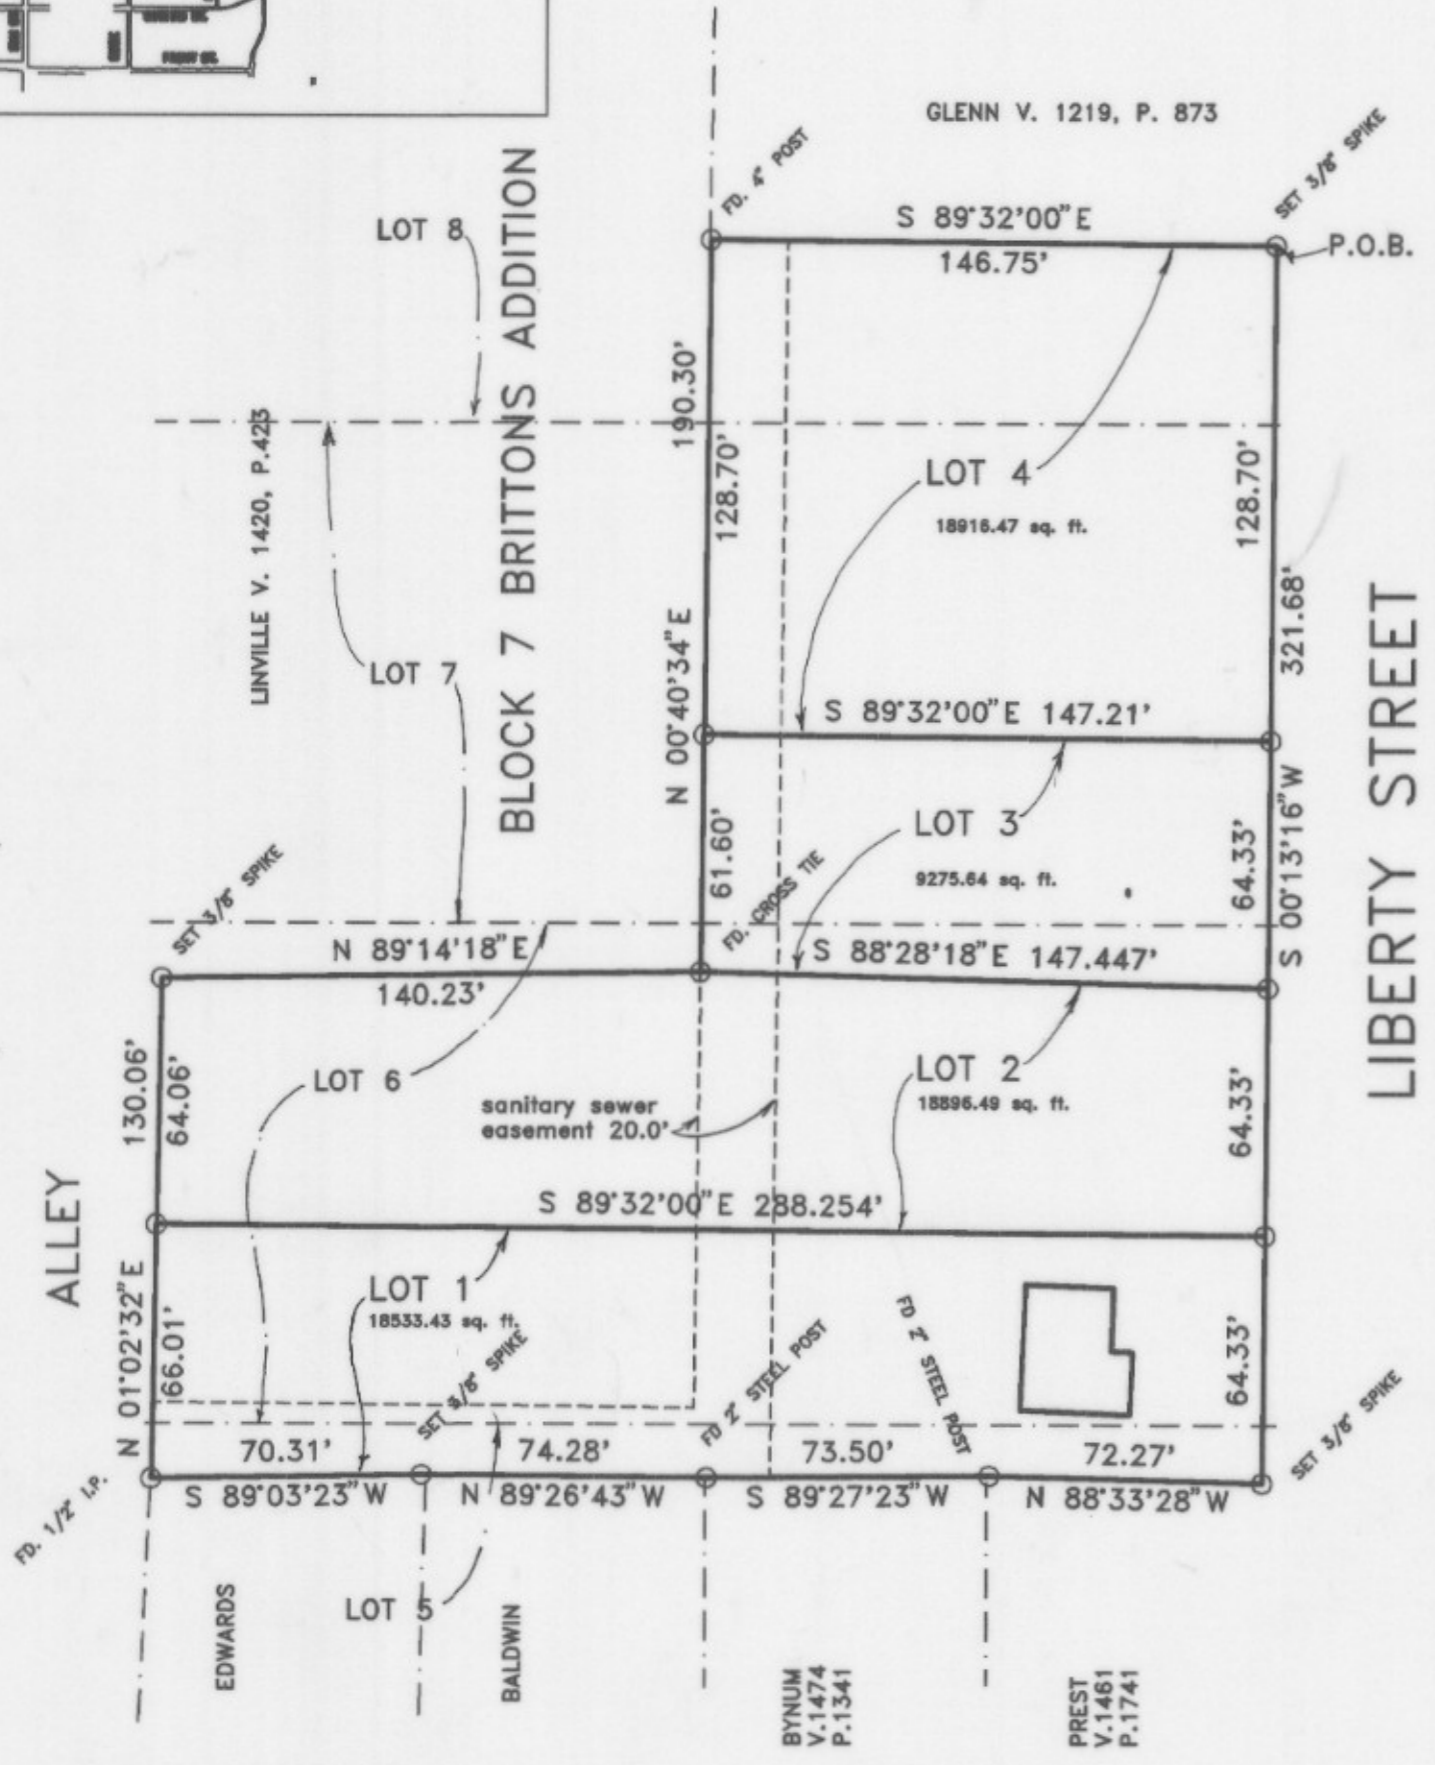 FRONT ST.
GLENN V. 1219, P. 873
FD. 4" POST
SET 3/8" SPIKE
S 89°32'00"E
146.75'
P.O.B.
LOT 8
BLOCK 7 BRITTONS ADDITION
LINVILLE V. 1420, P.423
190.30'
128.70'
LOT 4
18916.47 sq. ft.
128.70'
321.68'
LIBERTY STREET
N 00°40'34"E
LOT 7
S 89°32'00"E 147.21'
61.60'
LOT 3
9275.64 sq. ft.
64.33'
S 00°13'16"W
SET 3/8" SPIKE
FD. CROSS TIE
N 89°14'18"E
140.23'
S 88°28'18"E 147.447'
130.06'
64.06'
LOT 6
LOT 2
18896.49 sq. ft.
sanitary sewer
easement 20.0'
64.33'
ALLEY
S 89°32'00"E 288.254'
N 01°02'32"E
66.01'
LOT 1
18533.43 sq. ft.
SET 3/8" SPIKE
FD 2" STEEL POST
FD 2" STEEL POST
64.33'
SET 3/8" SPIKE
70.31'
74.28'
73.50'
72.27'
FD. 1/2" I.P.
S 89°03'23"W
N 89°26'43"W
S 89°27'23"W
N 88°33'28"W
EDWARDS
LOT 5
BALDWIN
BYNUM
V.1474
P.1341
PREST
V.1461
P.1741